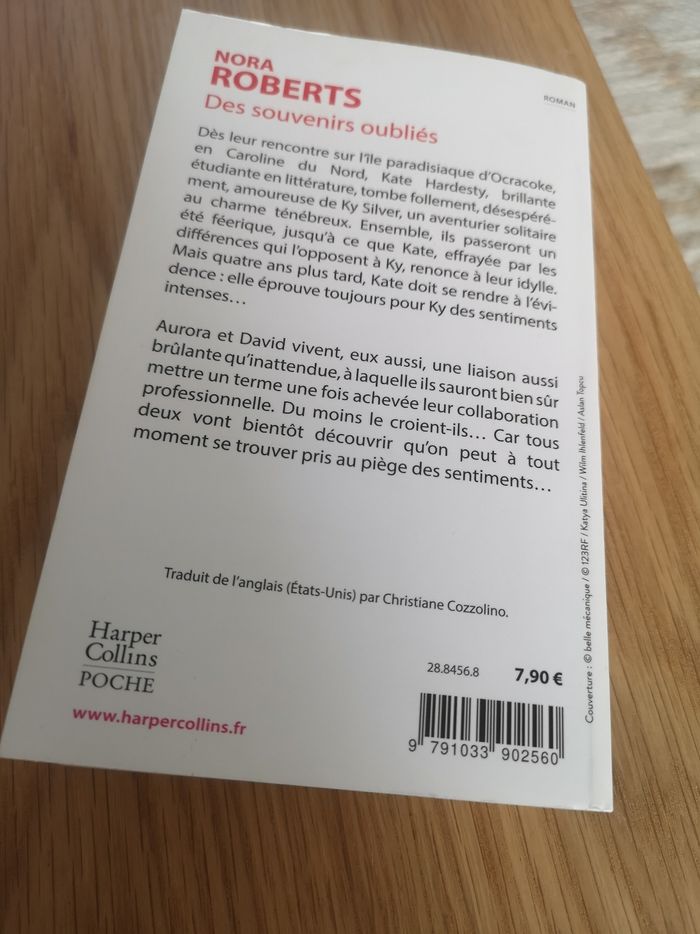 NORA
ROBERTS
ROMAN
Des souvenirs oubliés
Dès leur rencontre sur l'île paradisiaque d'Ocracoke,
en Caroline du Nord, Kate Hardesty, brillante
étudiante en littérature, tombe follement, désespéré-
ment, amoureuse de Ky Silver, un aventurier solitaire
au charme ténébreux. Ensemble, ils passeront un
été féerique, jusqu'à ce que Kate, effrayée par les
différences qui l'opposent à Ky, renonce à leur idylle.
Mais quatre ans plus tard, Kate doit se rendre à l'évi-
dence : elle éprouve toujours pour Ky des sentiments
intenses...
Aurora et David vivent, eux aussi, une liaison aussi
brûlante qu'inattendue, à laquelle ils sauront bien sûr
mettre un terme une fois achevée leur collaboration
professionnelle. Du moins le croient-ils... Car tous
deux vont bientôt découvrir qu'on peut à tout
moment se trouver pris au piège des sentiments...
Traduit de l'anglais (États-Unis) par Christiane Cozzolino.
Harper
Collins
POCHE
www.harpercollins.fr
28.8456.8 7,90 €
9 791033 902560
Couverture : © belle mécanique / © 123RF / Katya Ulitina / Wilm Ihlenfeld / Aslan Topcu